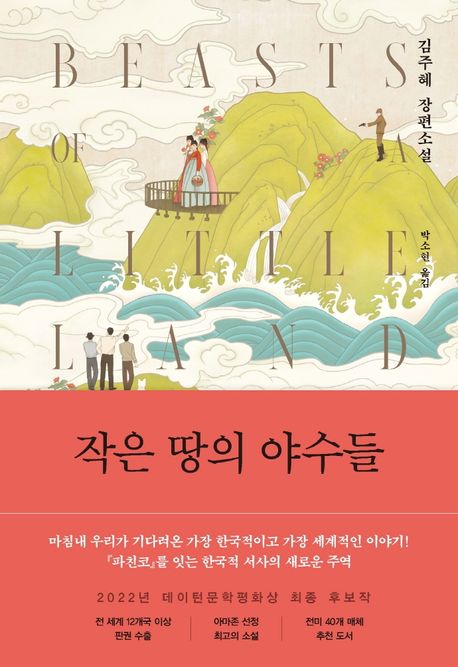 BEASTS
OF A
LITTLE
LAND
김주혜 장편소설
박소현 옮김
작은 땅의 야수들
마침내 우리가 기다려온 가장 한국적이고 가장 세계적인 이야기!
『파친코』를 잇는 한국적 서사의 새로운 주역
2022년 데이턴문학평화상 최종 후보작
전 세계 12개국 이상
판권 수출
아마존 선정
최고의 소설
전미 40개 매체
추천 도서